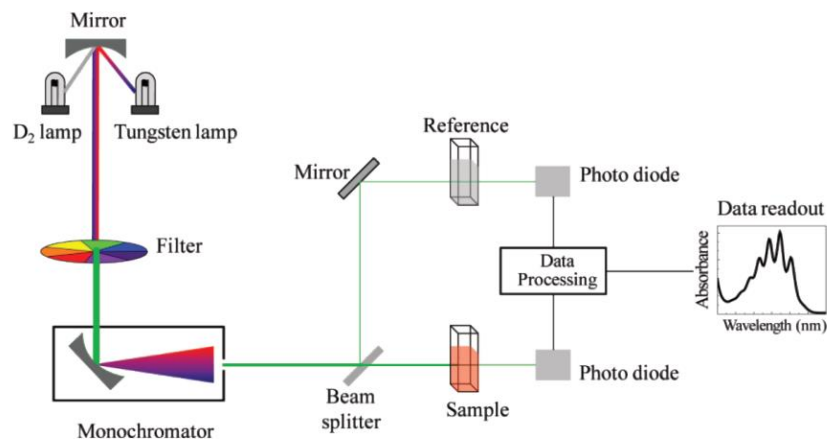 Mirror
D₂ lamp
Tungsten lamp
Filter
Monochromator
Mirror
Beam
splitter
Reference
Sample
Photo diode
Data
Processing
Photo diode
Data readout
Absorbance
Wavelength (nm)